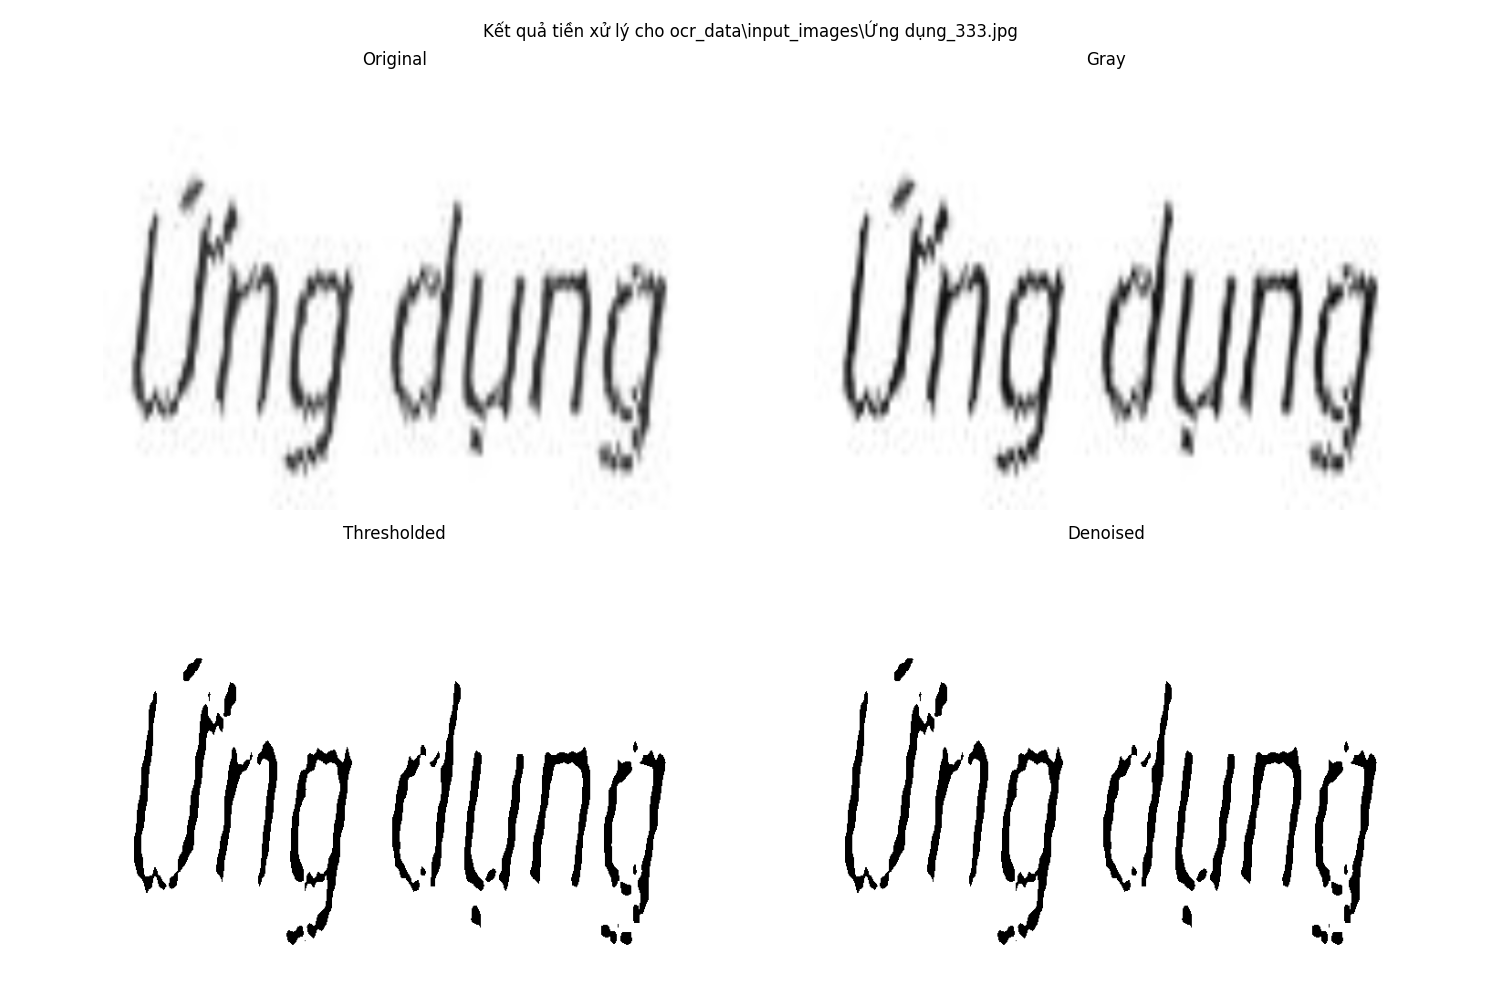 Kết quả tiền xử lý cho ocr_data\input_images\Ứng dụng_333.jpg
Original
Gray
Ứng dụng
Ứng dụng
Thresholded
Denoised
Ứng dụng
Ứng dụng